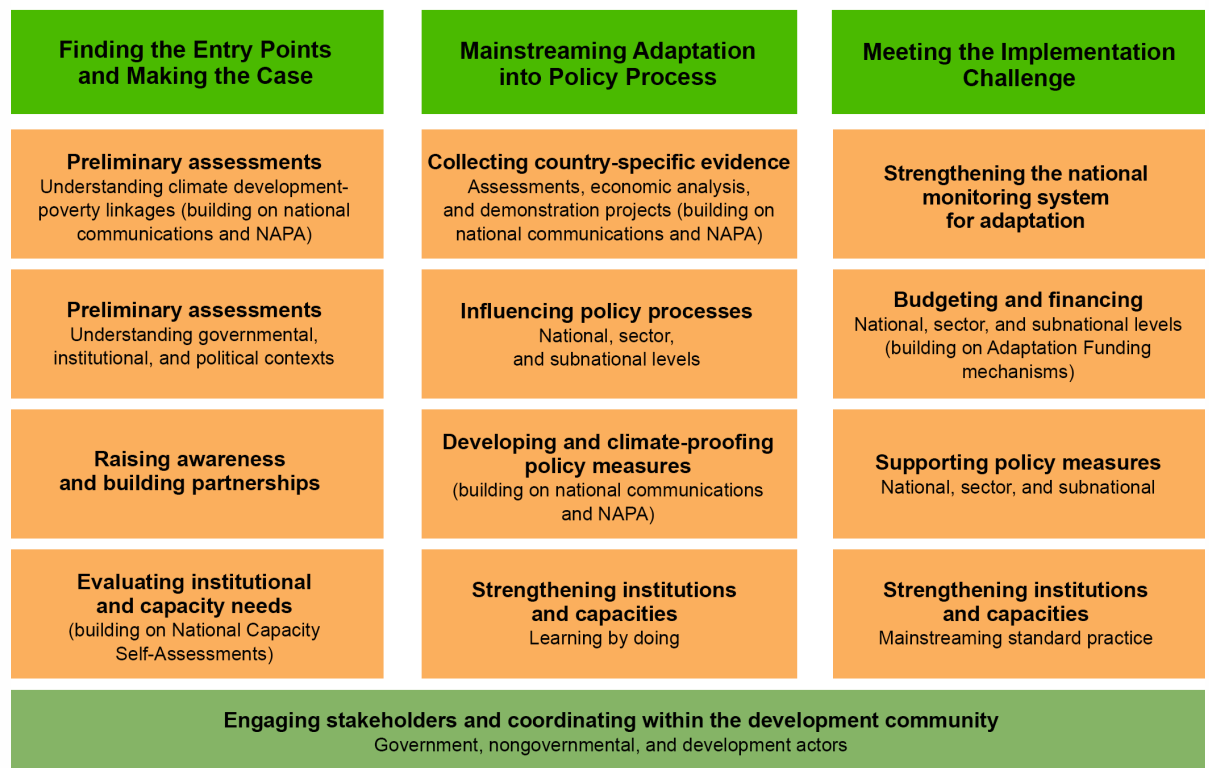 Finding the Entry Points
and Making the Case
Mainstreaming Adaptation
into Policy Process
Meeting the Implementation
Challenge
Preliminary assessments
Understanding climate development-
poverty linkages (building on national
communications and NAPA)
Collecting country-specific evidence
Assessments, economic analysis,
and demonstration projects (building on
national communications and NAPA)
Strengthening the national
monitoring system
for adaptation
Preliminary assessments
Understanding governmental,
institutional, and political contexts
Influencing policy processes
National, sector,
and subnational levels
Budgeting and financing
National, sector, and subnational levels
(building on Adaptation Funding
mechanisms)
Raising awareness
and building partnerships
Developing and climate-proofing
policy measures
(building on national communications
and NAPA)
Supporting policy measures
National, sector, and subnational
Evaluating institutional
and capacity needs
(building on National Capacity
Self-Assessments)
Strengthening institutions
and capacities
Learning by doing
Strengthening institutions
and capacities
Mainstreaming standard practice
Engaging stakeholders and coordinating within the development community
Government, nongovernmental, and development actors